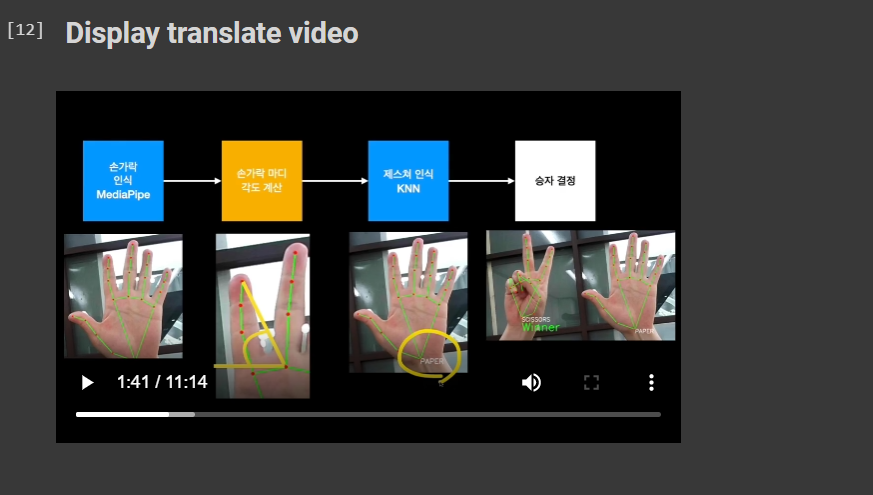 [12]
Display translate video
손가락
인식
MediaPipe
손가락 마디
각도 계산
제스쳐 인식
KNN
승자 결정
PAPER
SCISSORS
Winner
PAPER
1:41 / 11:14